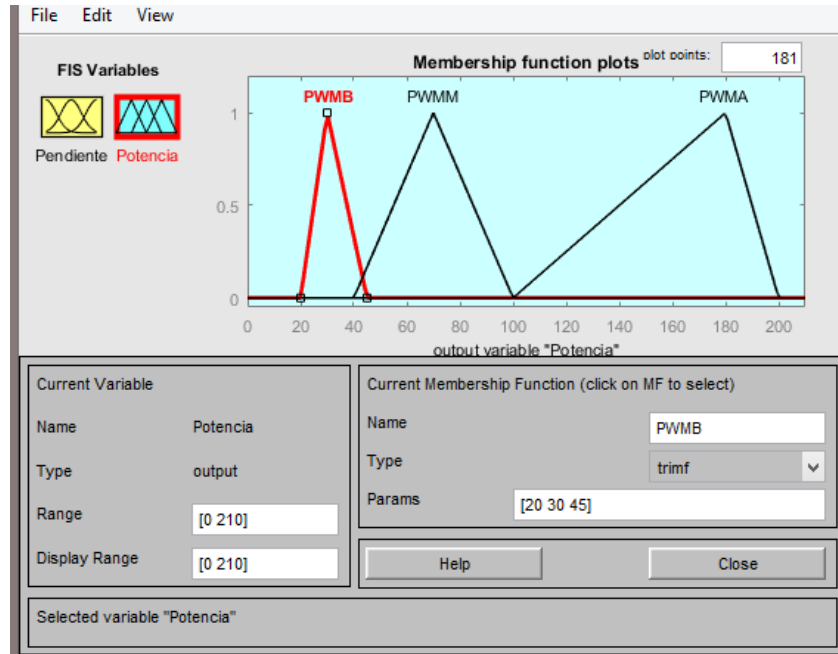 File Edit View
FIS Variables
Pendiente Potencia
Membership function plots plot points: 181
PWMB PWMM PWMA
1
0.5
0
0 20 40 60 80 100 120 140 160 180 200
output variable "Potencia"
Current Variable
Name Potencia
Type output
Range [0 210]
Display Range [0 210]
Current Membership Function (click on MF to select)
Name PWMB
Type trimf
Params [20 30 45]
Help Close
Selected variable "Potencia"